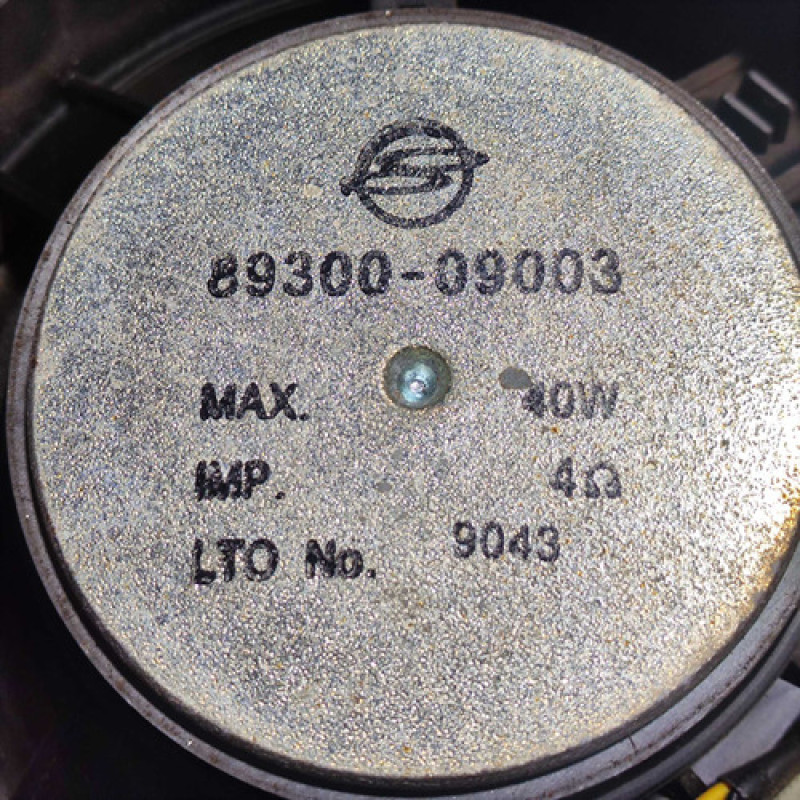 89300-09003
MAX. 40W
IMP. 4Ω
LTO No. 9043